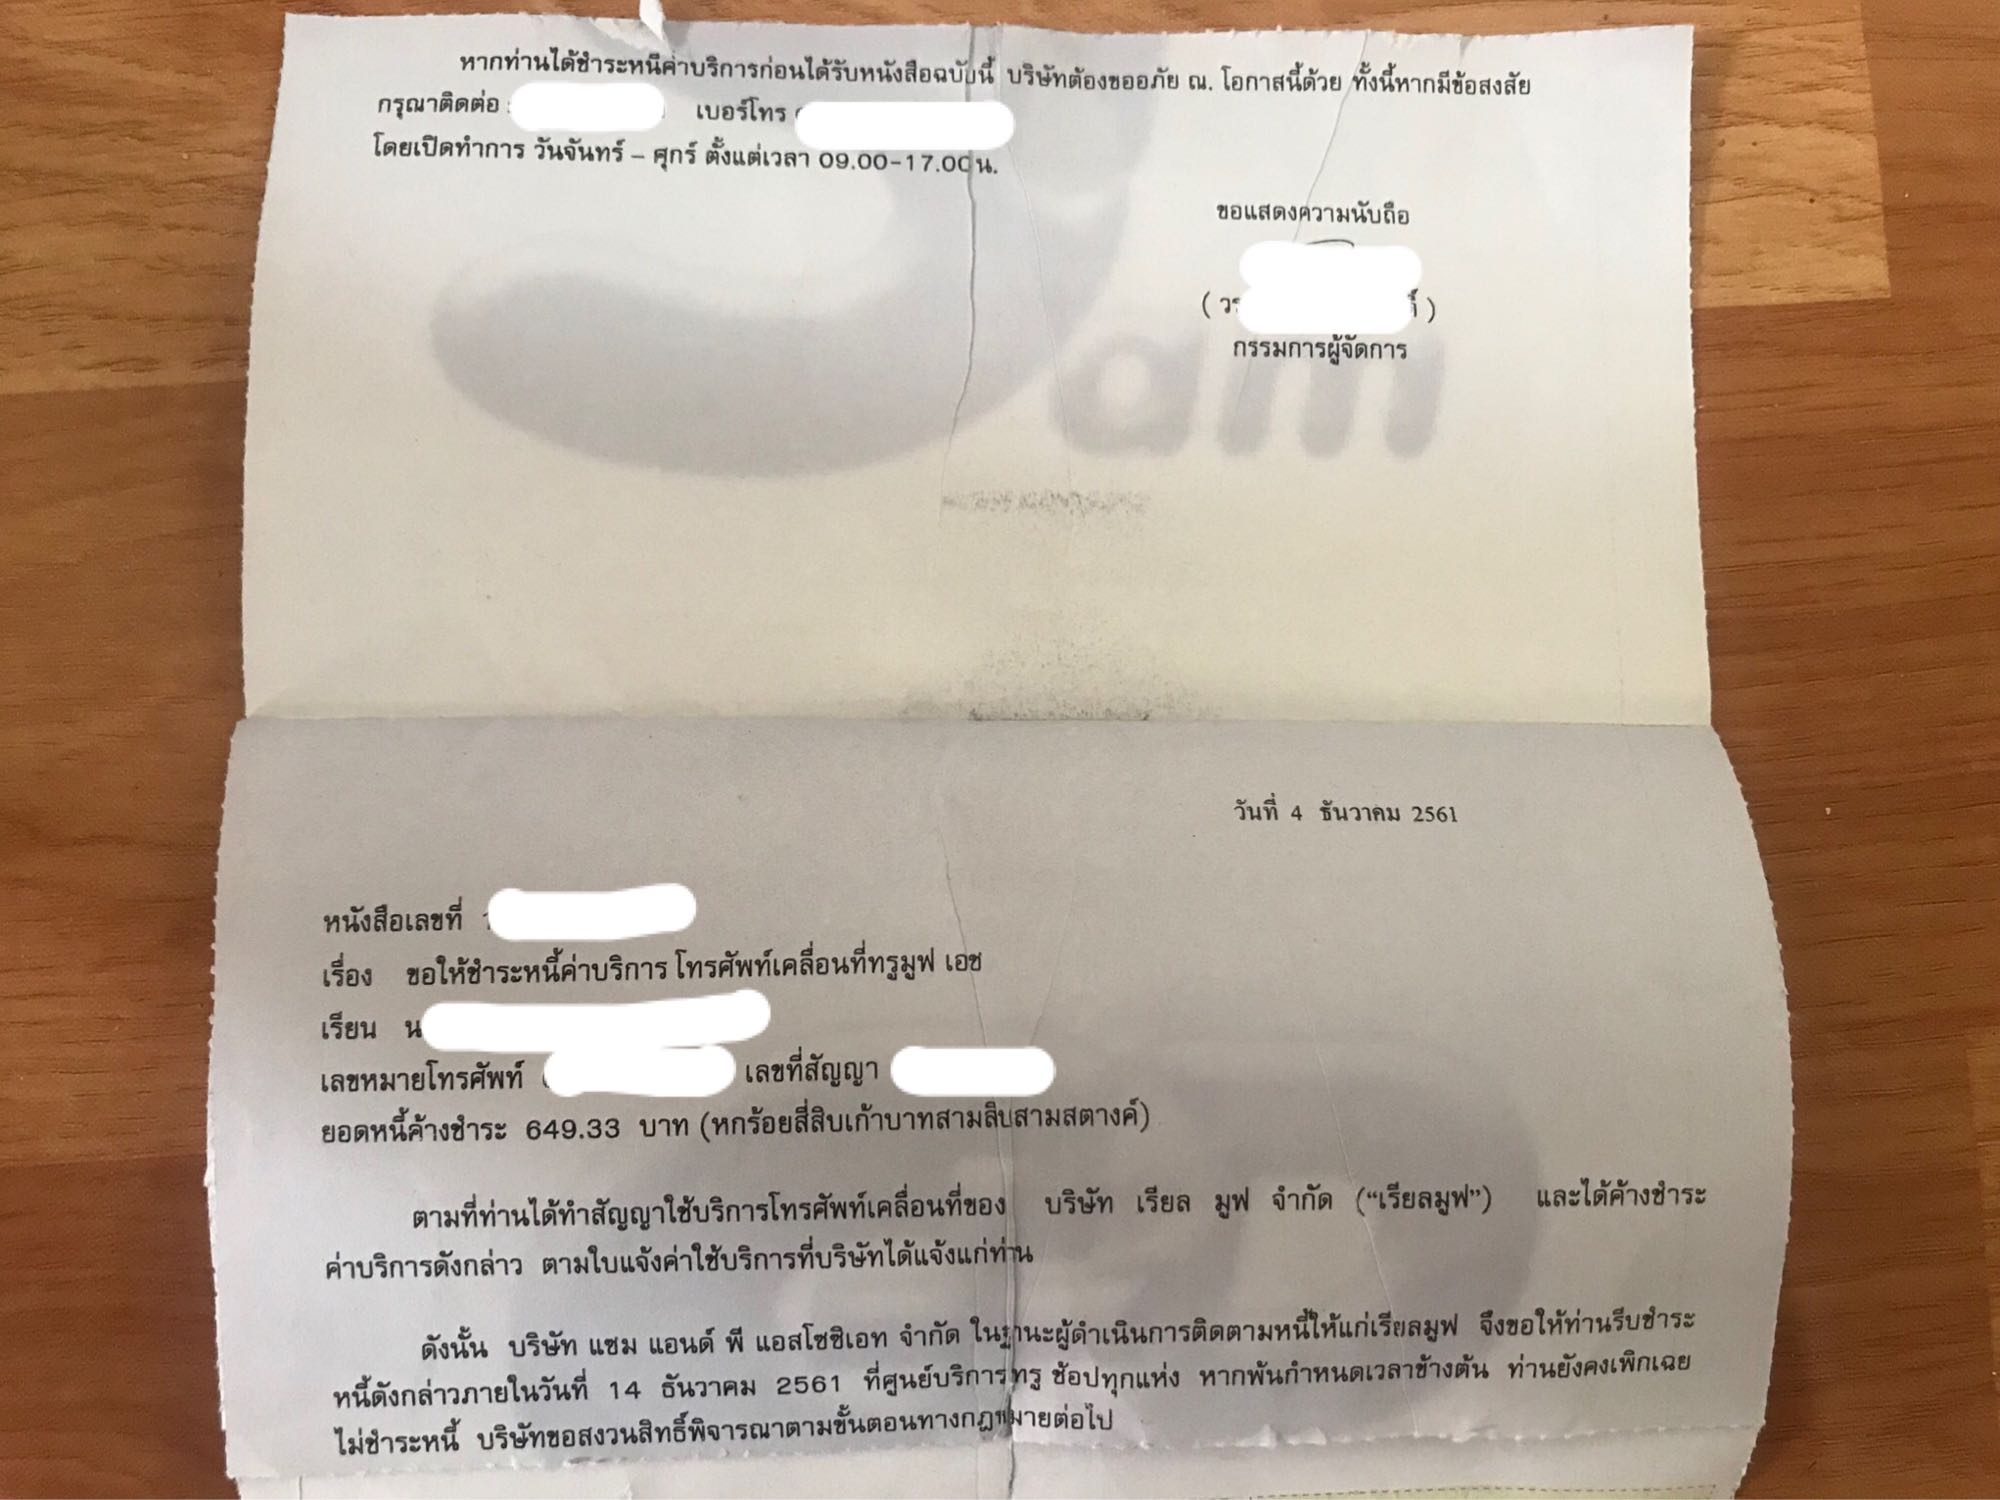 หากท่านได้ชำระหนี้ค่าบริการก่อนได้รับหนังสือฉบับนี้ บริษัทต้องขออภัย ณ. โอกาสนี้ด้วย ทั้งนี้หากมีข้อสงสัย
กรุณาติดต่อ เบอร์โทร
โดยเปิดทำการ วันจันทร์ – ศุกร์ ตั้งแต่เวลา 09.00-17.00 น.
ขอแสดงความนับถือ
( ว )
กรรมการผู้จัดการ
am
วันที่ 4 ธันวาคม 2561
หนังสือเลขที่
เรื่อง ขอให้ชำระหนี้ค่าบริการ โทรศัพท์เคลื่อนที่ทรูมูฟ เอช
เรียน น
เลขหมายโทรศัพท์ เลขที่สัญญา
ยอดหนี้ค้างชำระ 649.33 บาท (หกร้อยสี่สิบเก้าบาทสามสิบสามสตางค์)
ตามที่ท่านได้ทำสัญญาใช้บริการโทรศัพท์เคลื่อนที่ของ บริษัท เรียล มูฟ จำกัด (“เรียลมูฟ”) และได้ค้างชำระ
ค่าบริการดังกล่าว ตามใบแจ้งค่าใช้บริการที่บริษัทได้แจ้งแก่ท่าน
ดังนั้น บริษัท แซม แอนด์ พี แอสโซซิเอท จำกัด ในฐานะผู้ดำเนินการติดตามหนี้ให้แก่เรียลมูฟ จึงขอให้ท่านรีบชำระ
หนี้ดังกล่าวภายในวันที่ 14 ธันวาคม 2561 ที่ศูนย์บริการทรู ช้อปทุกแห่ง หากพ้นกำหนดเวลาข้างต้น ท่านยังคงเพิกเฉย
ไม่ชำระหนี้ บริษัทขอสงวนสิทธิ์พิจารณาตามขั้นตอนทางกฎหมายต่อไป